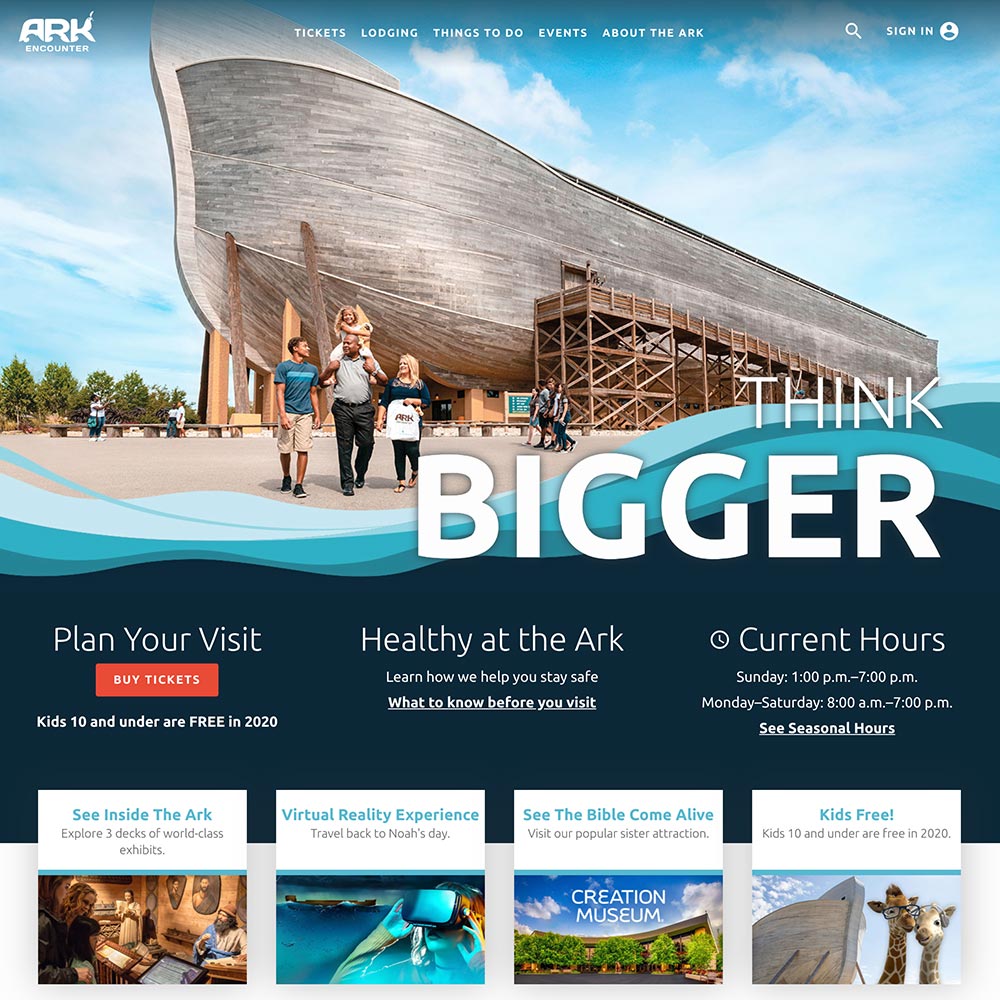 ARK
ENCOUNTER
TICKETS LODGING THINGS TO DO EVENTS ABOUT THE ARK
SIGN IN
ARK
THINK
BIGGER
Plan Your Visit
BUY TICKETS
Kids 10 and under are FREE in 2020
Healthy at the Ark
Learn how we help you stay safe
What to know before you visit
Current Hours
Sunday: 1:00 p.m.–7:00 p.m.
Monday–Saturday: 8:00 a.m.–7:00 p.m.
See Seasonal Hours
See Inside The Ark
Explore 3 decks of world-class
exhibits.
Virtual Reality Experience
Travel back to Noah's day.
See The Bible Come Alive
Visit our popular sister attraction.
CREATION
MUSEUM.
Kids Free!
Kids 10 and under are free in 2020.